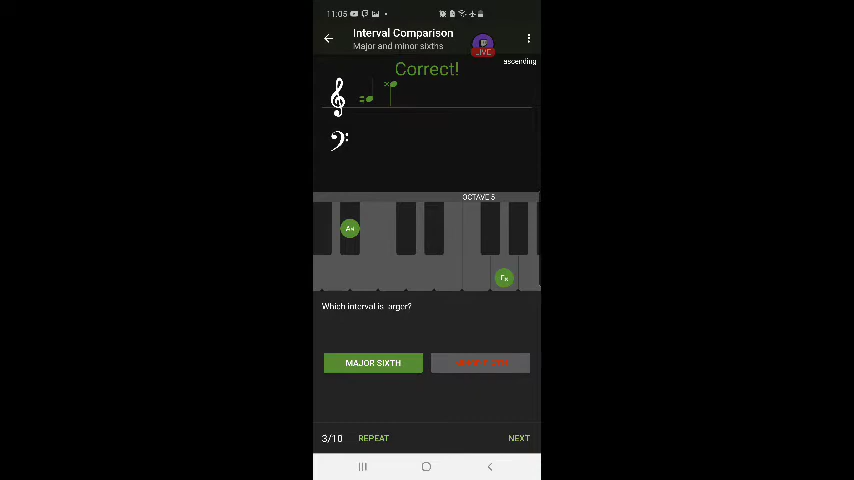 11:05
Interval Comparison
Major and minor sixths
LIVE
ascending
Correct!
OCTAVE 5
Which interval is larger?
MAJOR SIXTH
3/10
REPEAT
NEXT